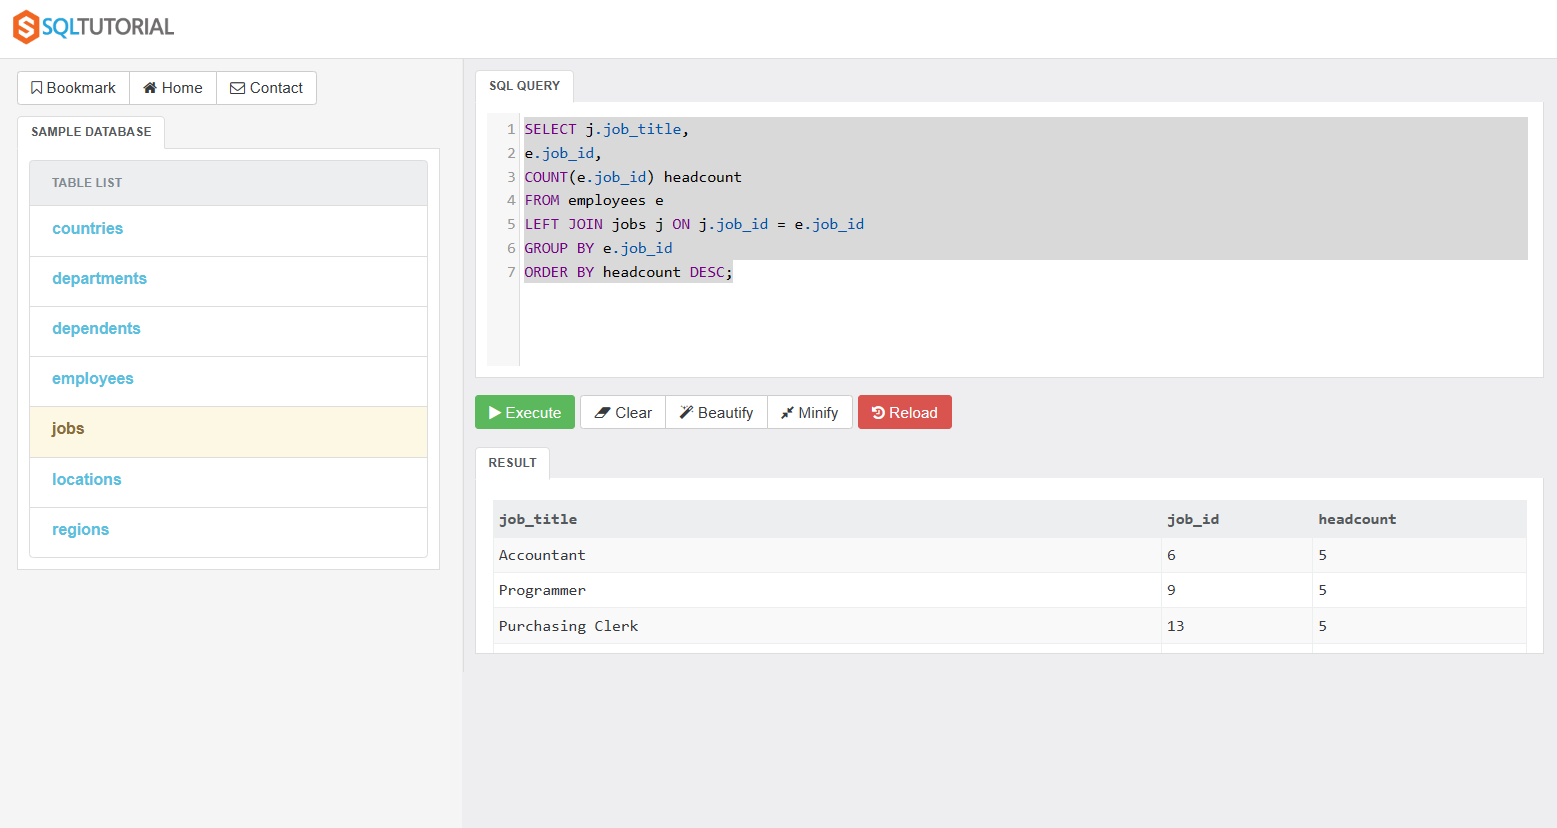 SQLTUTORIAL
Bookmark Home Contact
SAMPLE DATABASE
TABLE LIST
countries
departments
dependents
employees
jobs
locations
regions
SQL QUERY
1 SELECT j.job_title,
2 e.job_id,
3 COUNT(e.job_id) headcount
4 FROM employees e
5 LEFT JOIN jobs j ON j.job_id = e.job_id
6 GROUP BY e.job_id
7 ORDER BY headcount DESC;
Execute Clear Beautify Minify Reload
RESULT
job_title job_id headcount
Accountant 6 5
Programmer 9 5
Purchasing Clerk 13 5